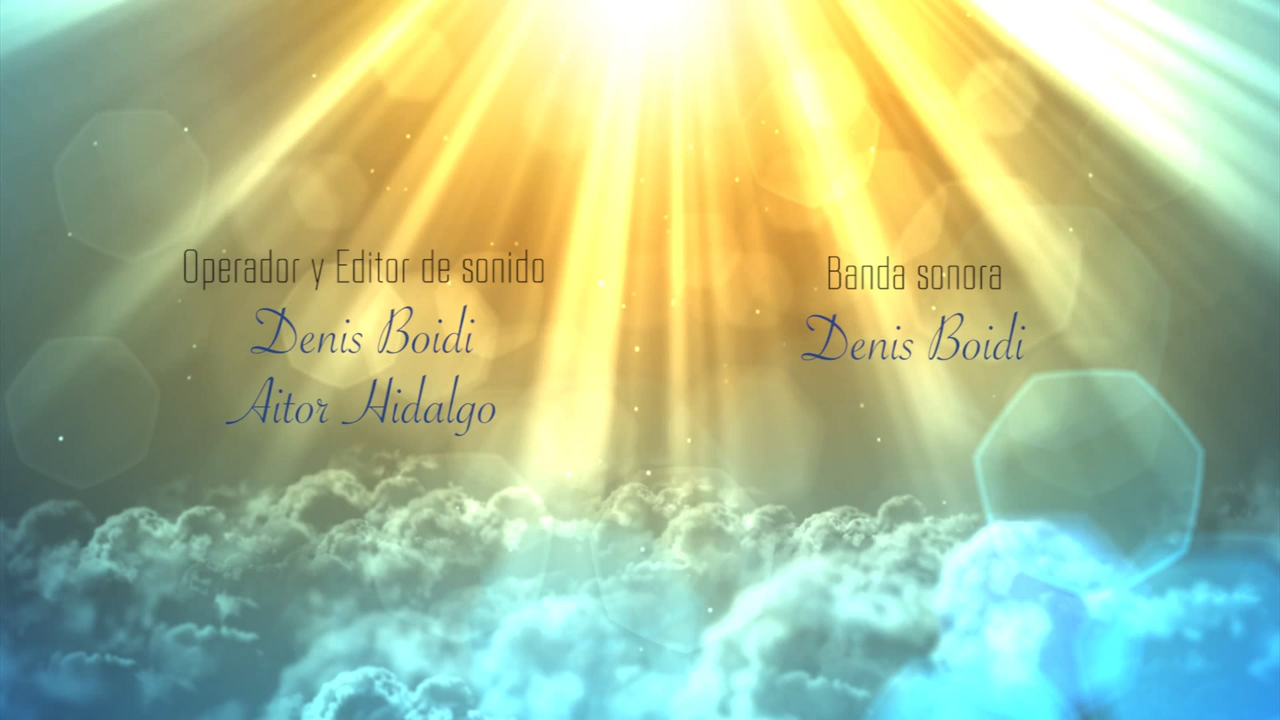 Operador y Editor de sonido
Denis Boidi
Aitor Hidalgo
Banda sonora
Denis Boidi